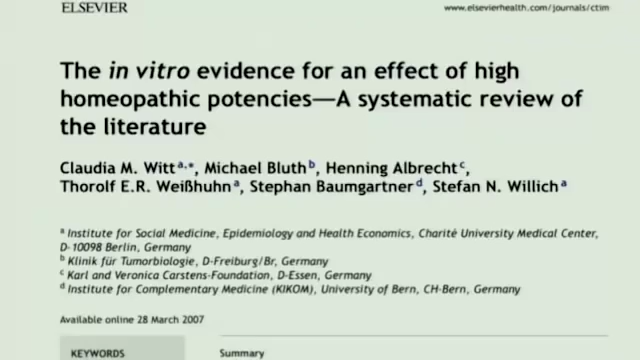 ELSEVIER
www.elsevierhealth.com/journals/ctim
The in vitro evidence for an effect of high
homeopathic potencies—A systematic review of
the literature
Claudia M. Witt a,*, Michael Bluth b, Henning Albrecht c,
Thorolf E.R. Weißhuhn a, Stephan Baumgartner d, Stefan N. Willich a
a Institute for Social Medicine, Epidemiology and Health Economics, Charité University Medical Center,
D-10098 Berlin, Germany
b Klinik für Tumorbiologie, D-Freiburg/Br, Germany
c Karl and Veronica Carstens-Foundation, D-Essen, Germany
d Institute for Complementary Medicine (KIKOM), University of Bern, CH-Bern, Germany
Available online 28 March 2007
KEYWORDS
Summary